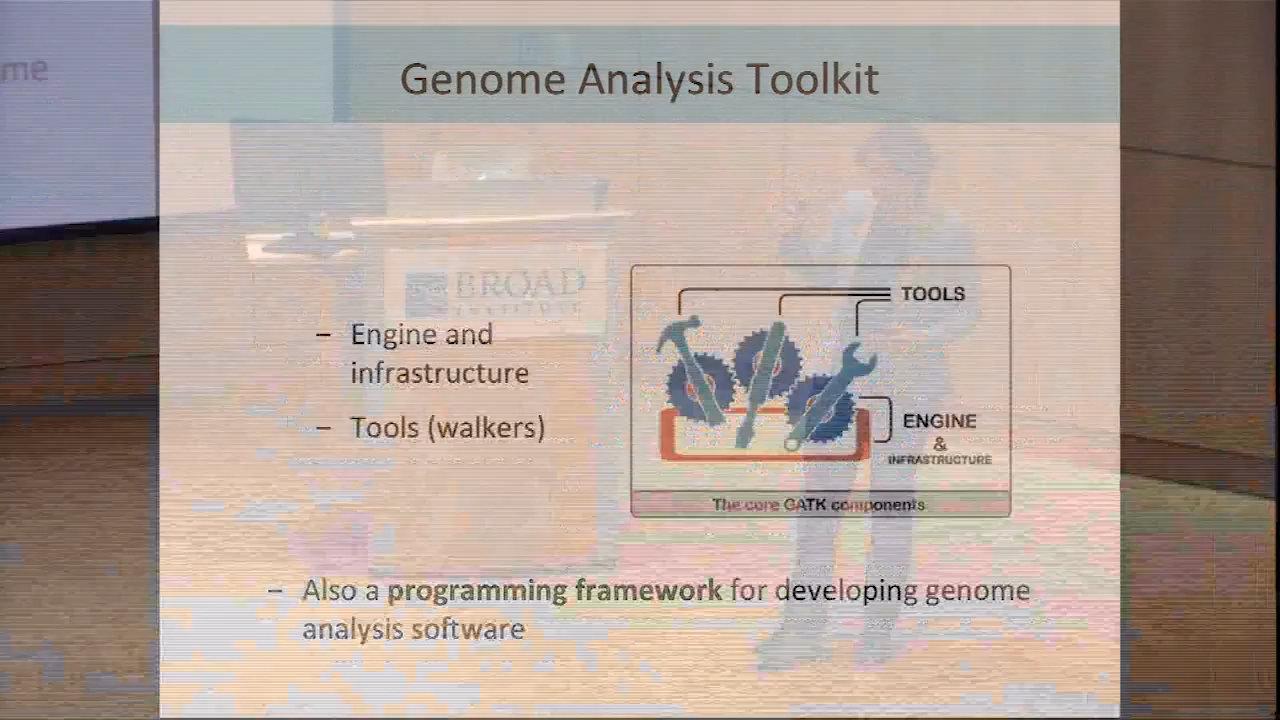 me
Genome Analysis Toolkit
BROAD
INSTITUTE
– Engine and
infrastructure
– Tools (walkers)
TOOLS
ENGINE
&
INFRASTRUCTURE
The core GATK components
– Also a programming framework for developing genome
analysis software